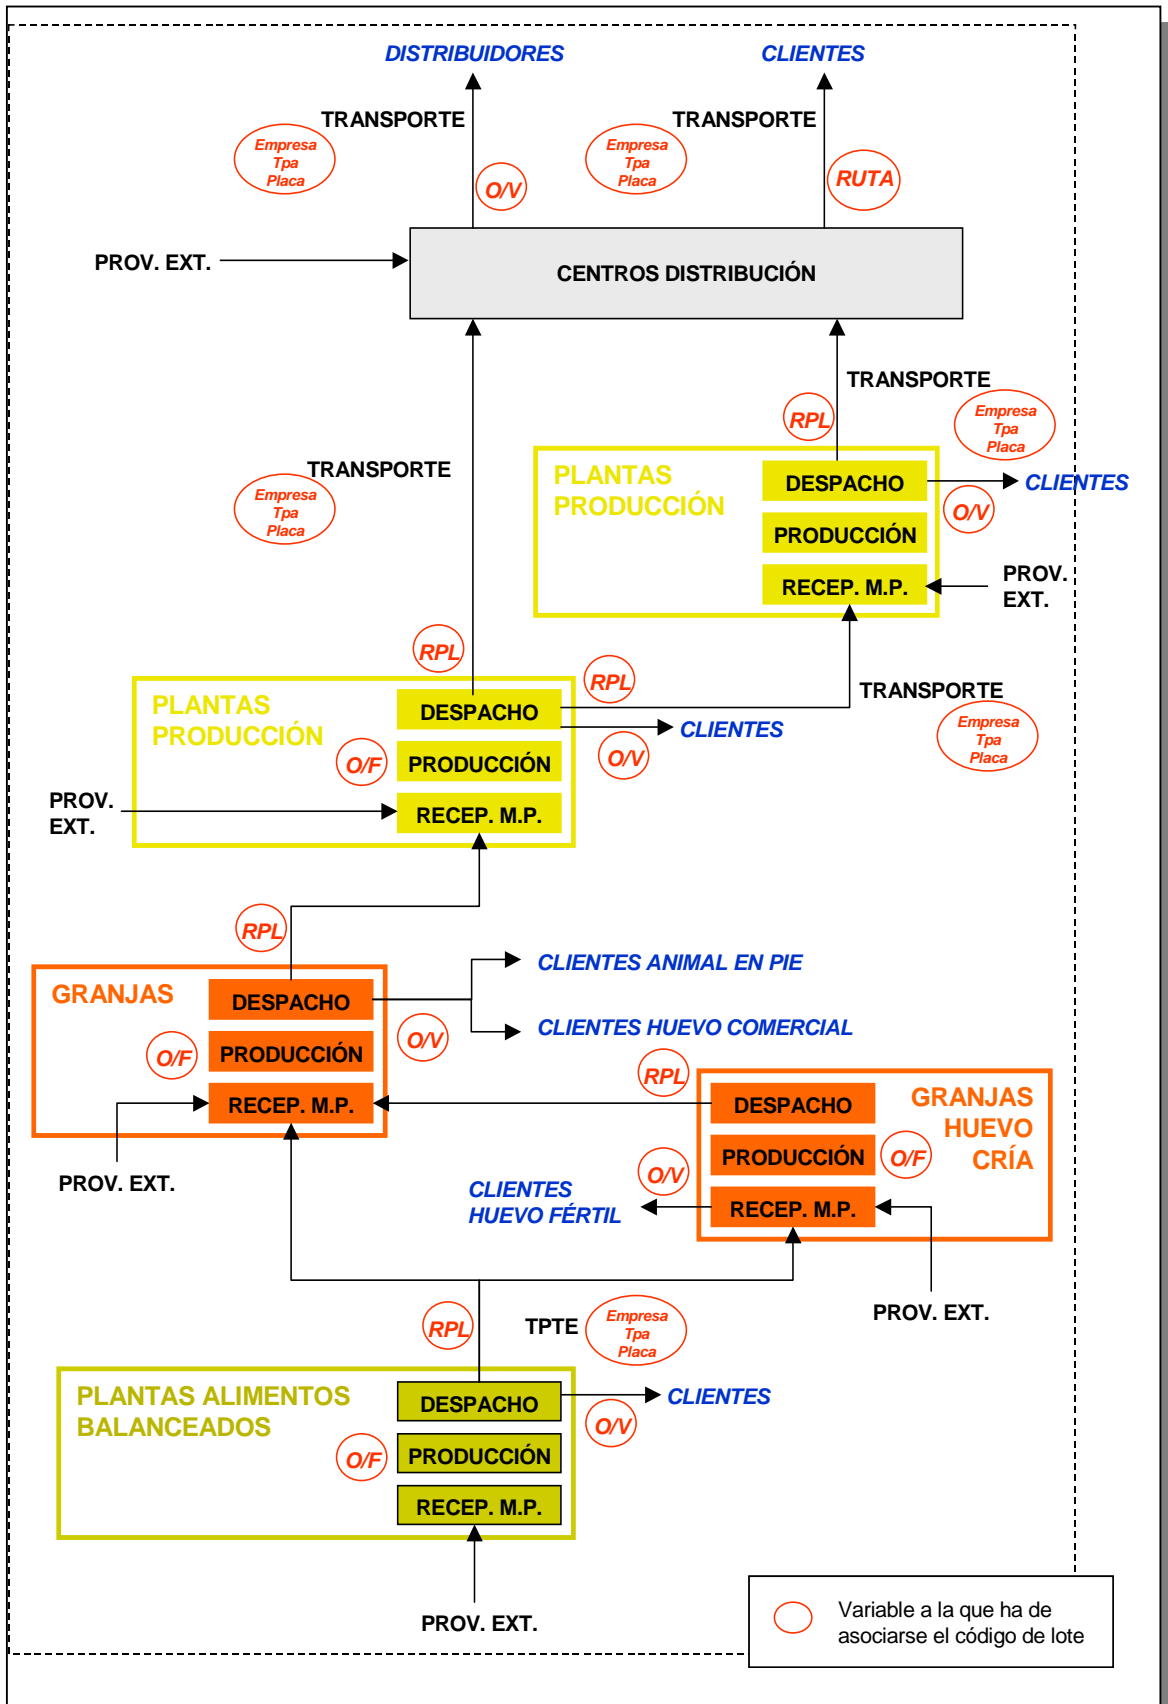 DISTRIBUIDORES
CLIENTES
TRANSPORTE
TRANSPORTE
Empresa
Tpa
Placa
Empresa
Tpa
Placa
O/V
RUTA
PROV. EXT.
CENTROS DISTRIBUCIÓN
TRANSPORTE
RPL
Empresa
Tpa
Placa
TRANSPORTE
Empresa
Tpa
Placa
PLANTAS
PRODUCCIÓN
DESPACHO
CLIENTES
O/V
PRODUCCIÓN
RECEP. M.P.
PROV.
EXT.
RPL
RPL
TRANSPORTE
Empresa
Tpa
Placa
PLANTAS
PRODUCCIÓN
DESPACHO
CLIENTES
O/V
O/F
PRODUCCIÓN
PROV.
EXT.
RECEP. M.P.
RPL
GRANJAS
DESPACHO
CLIENTES ANIMAL EN PIE
CLIENTES HUEVO COMERCIAL
O/V
O/F
PRODUCCIÓN
RECEP. M.P.
PROV. EXT.
RPL
DESPACHO
GRANJAS
HUEVO
CRÍA
PRODUCCIÓN
O/F
O/V
CLIENTES
HUEVO FÉRTIL
RECEP. M.P.
PROV. EXT.
RPL
TPTE
Empresa
Tpa
Placa
PLANTAS ALIMENTOS
BALANCEADOS
DESPACHO
CLIENTES
O/V
O/F
PRODUCCIÓN
RECEP. M.P.
PROV. EXT.
Variable a la que ha de
asociarse el código de lote